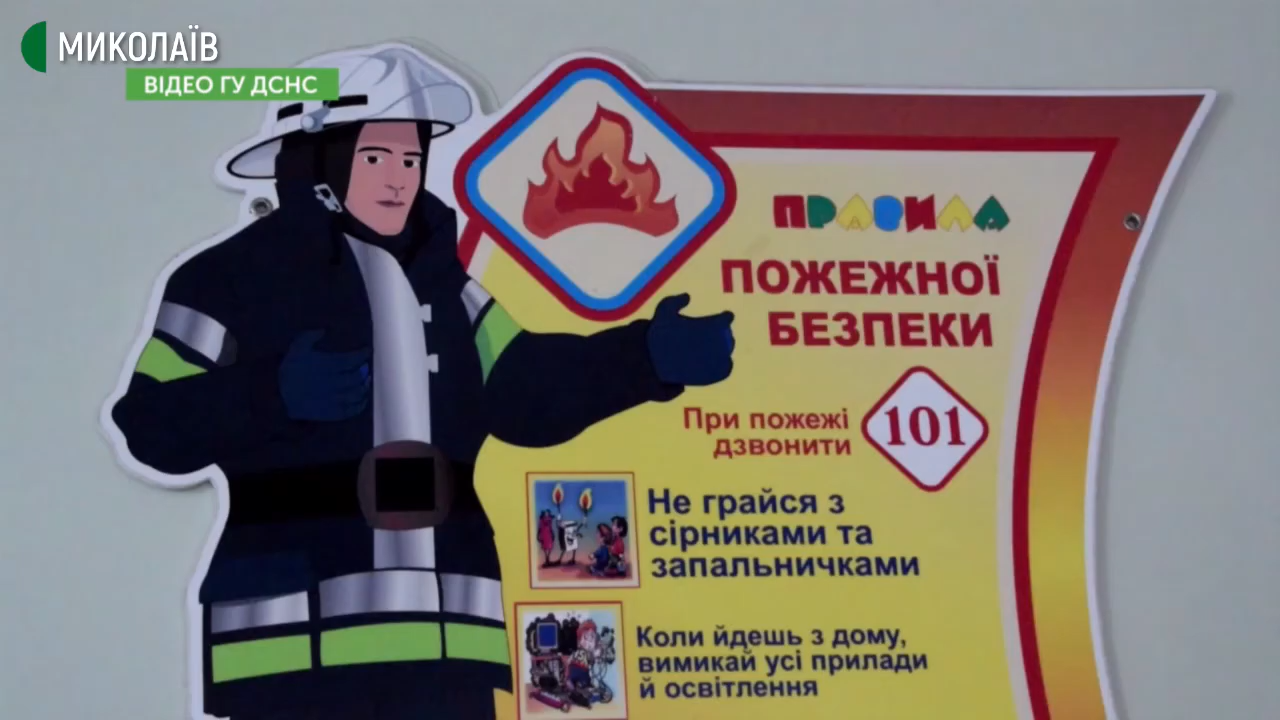 МИКОЛАЇВ
ВІДЕО ГУ ДСНС
ПРАВИЛА
ПОЖЕЖНОЇ
БЕЗПЕКИ
При пожежі
дзвонити
101
Не грайся з
сірниками та
запальничками
Коли йдешь з дому,
вимикай усі прилади
й освітлення